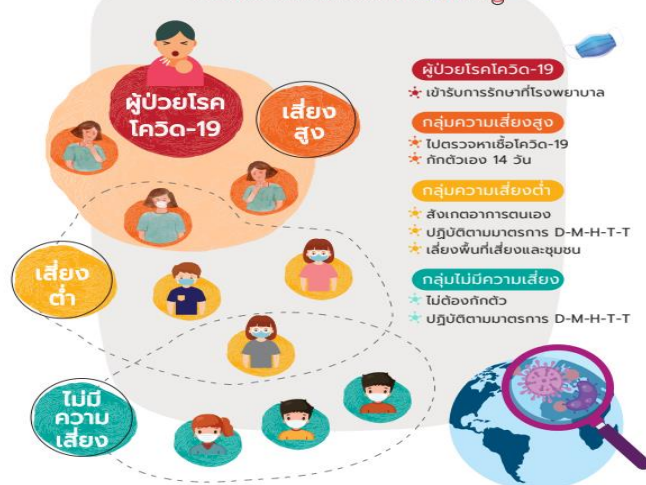 ผู้ป่วยโรค
โควิด-19
เสี่ยง
สูง
เสี่ยง
ต่ำ
ไม่มี
ความ
เสี่ยง
ผู้ป่วยโรคโควิด-19
เข้ารับการรักษาที่โรงพยาบาล
กลุ่มความเสี่ยงสูง
ไปตรวจหาเชื้อโควิด-19
กักตัวเอง 14 วัน
กลุ่มความเสี่ยงต่ำ
สังเกตอาการตนเอง
ปฏิบัติตามมาตรการ D-M-H-T-T
เลี่ยงพื้นที่เสี่ยงและชุมชน
กลุ่มไม่มีความเสี่ยง
ไม่ต้องกักตัว
ปฏิบัติตามมาตรการ D-M-H-T-T